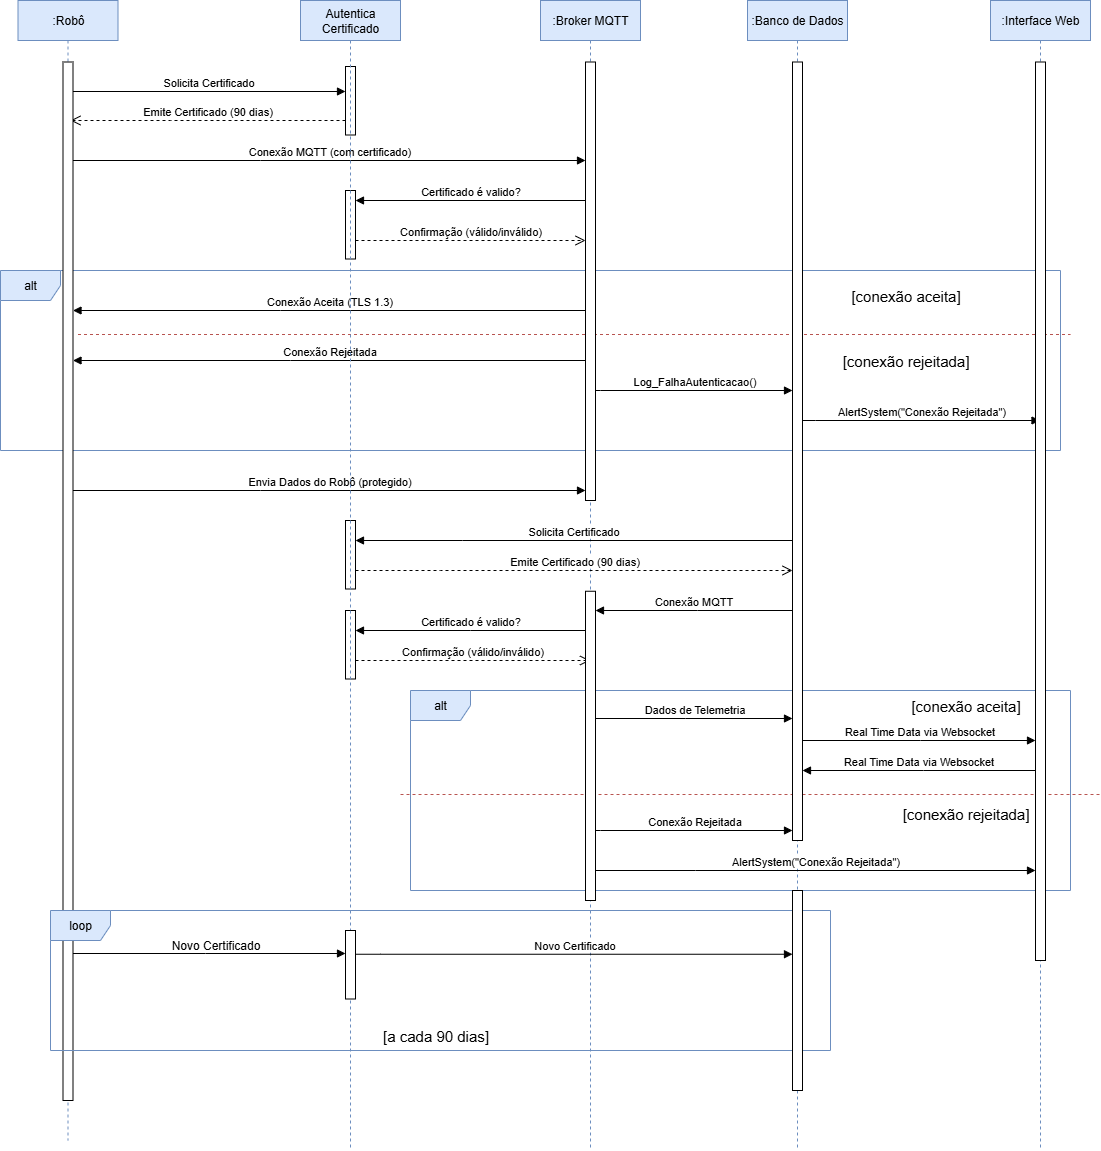 :Robô
Autentica
Certificado
:Broker MQTT
:Banco de Dados
:Interface Web
Solicita Certificado
Emite Certificado (90 dias)
Conexão MQTT (com certificado)
Certificado é valido?
Confirmação (válido/inválido)
alt
[conexão aceita]
Conexão Aceita (TLS 1.3)
Conexão Rejeitada
[conexão rejeitada]
Log_FalhaAutenticacao()
AlertSystem("Conexão Rejeitada")
Envia Dados do Robô (protegido)
Solicita Certificado
Emite Certificado (90 dias)
Conexão MQTT
Certificado é valido?
Confirmação (válido/inválido)
alt
[conexão aceita]
Dados de Telemetria
Real Time Data via Websocket
Real Time Data via Websocket
[conexão rejeitada]
Conexão Rejeitada
AlertSystem("Conexão Rejeitada")
loop
Novo Certificado
Novo Certificado
[a cada 90 dias]